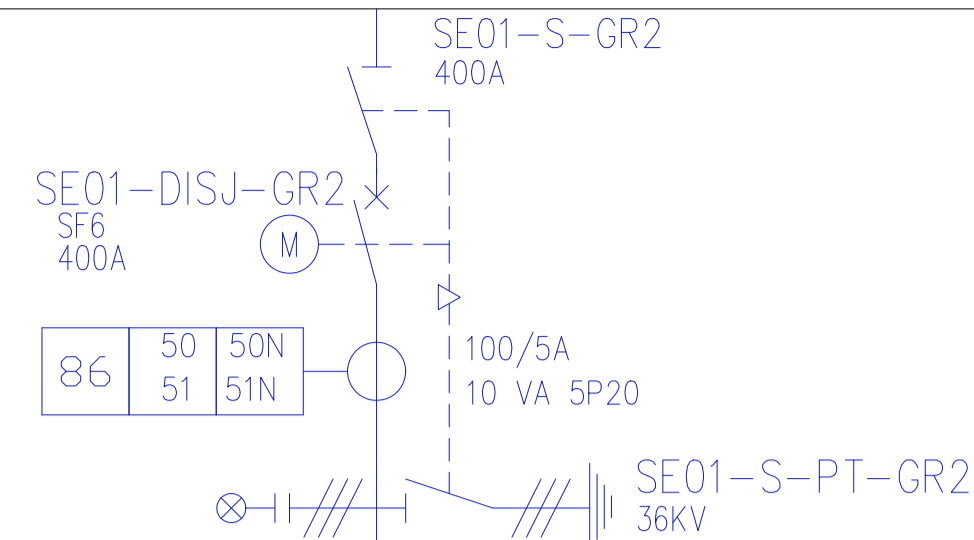 SE01-S-GR2
400A
SE01-DISJ-GR2
SF6
400A
M
86
50
50N
51
51N
100/5A
10 VA 5P20
SE01-S-PT-GR2
36KV